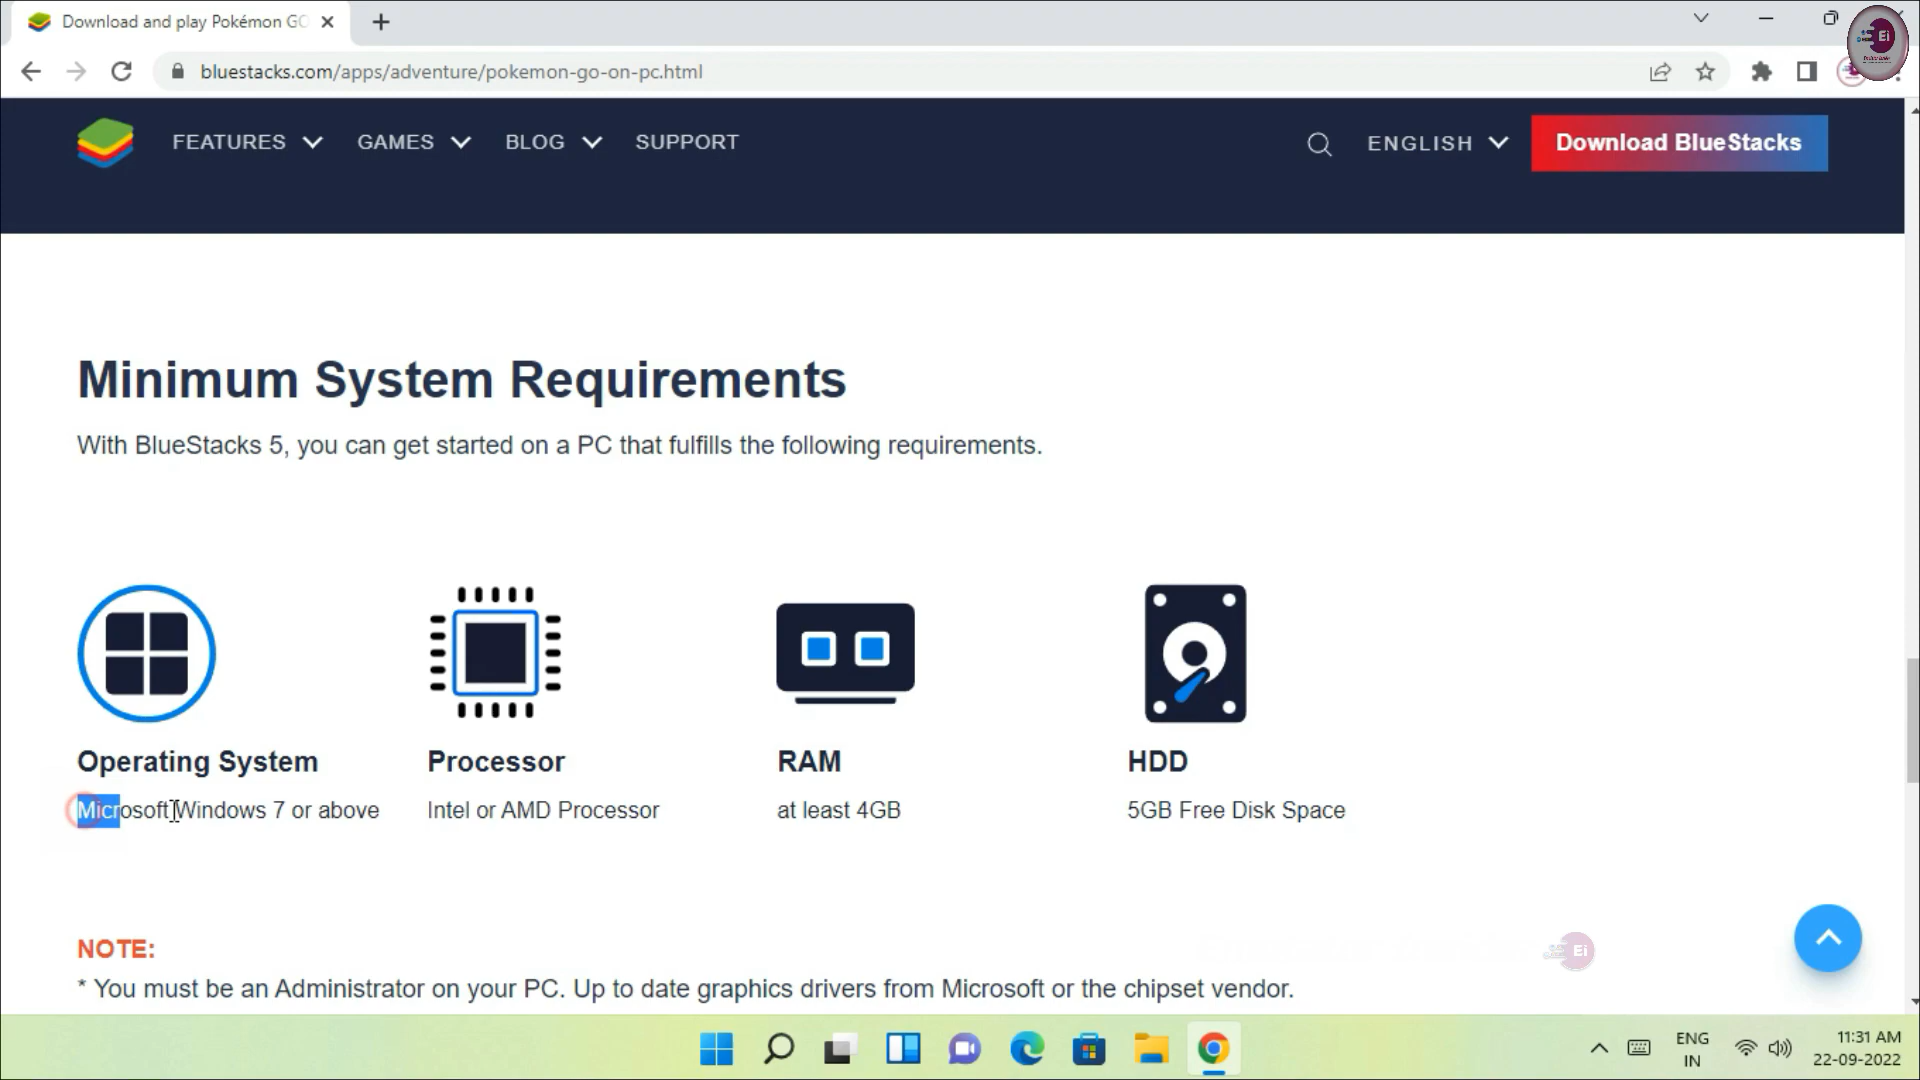 Download and play Pokémon GO
bluestacks.com/apps/adventure/pokemon-go-on-pc.html
FEATURES GAMES BLOG SUPPORT ENGLISH Download BlueStacks
Minimum System Requirements
With BlueStacks 5, you can get started on a PC that fulfills the following requirements.
Operating System Processor RAM HDD
Microsoft Windows 7 or above Intel or AMD Processor at least 4GB 5GB Free Disk Space
NOTE:
* You must be an Administrator on your PC. Up to date graphics drivers from Microsoft or the chipset vendor.
Ei
Ei
ENG
IN
11:31 AM
22-09-2022